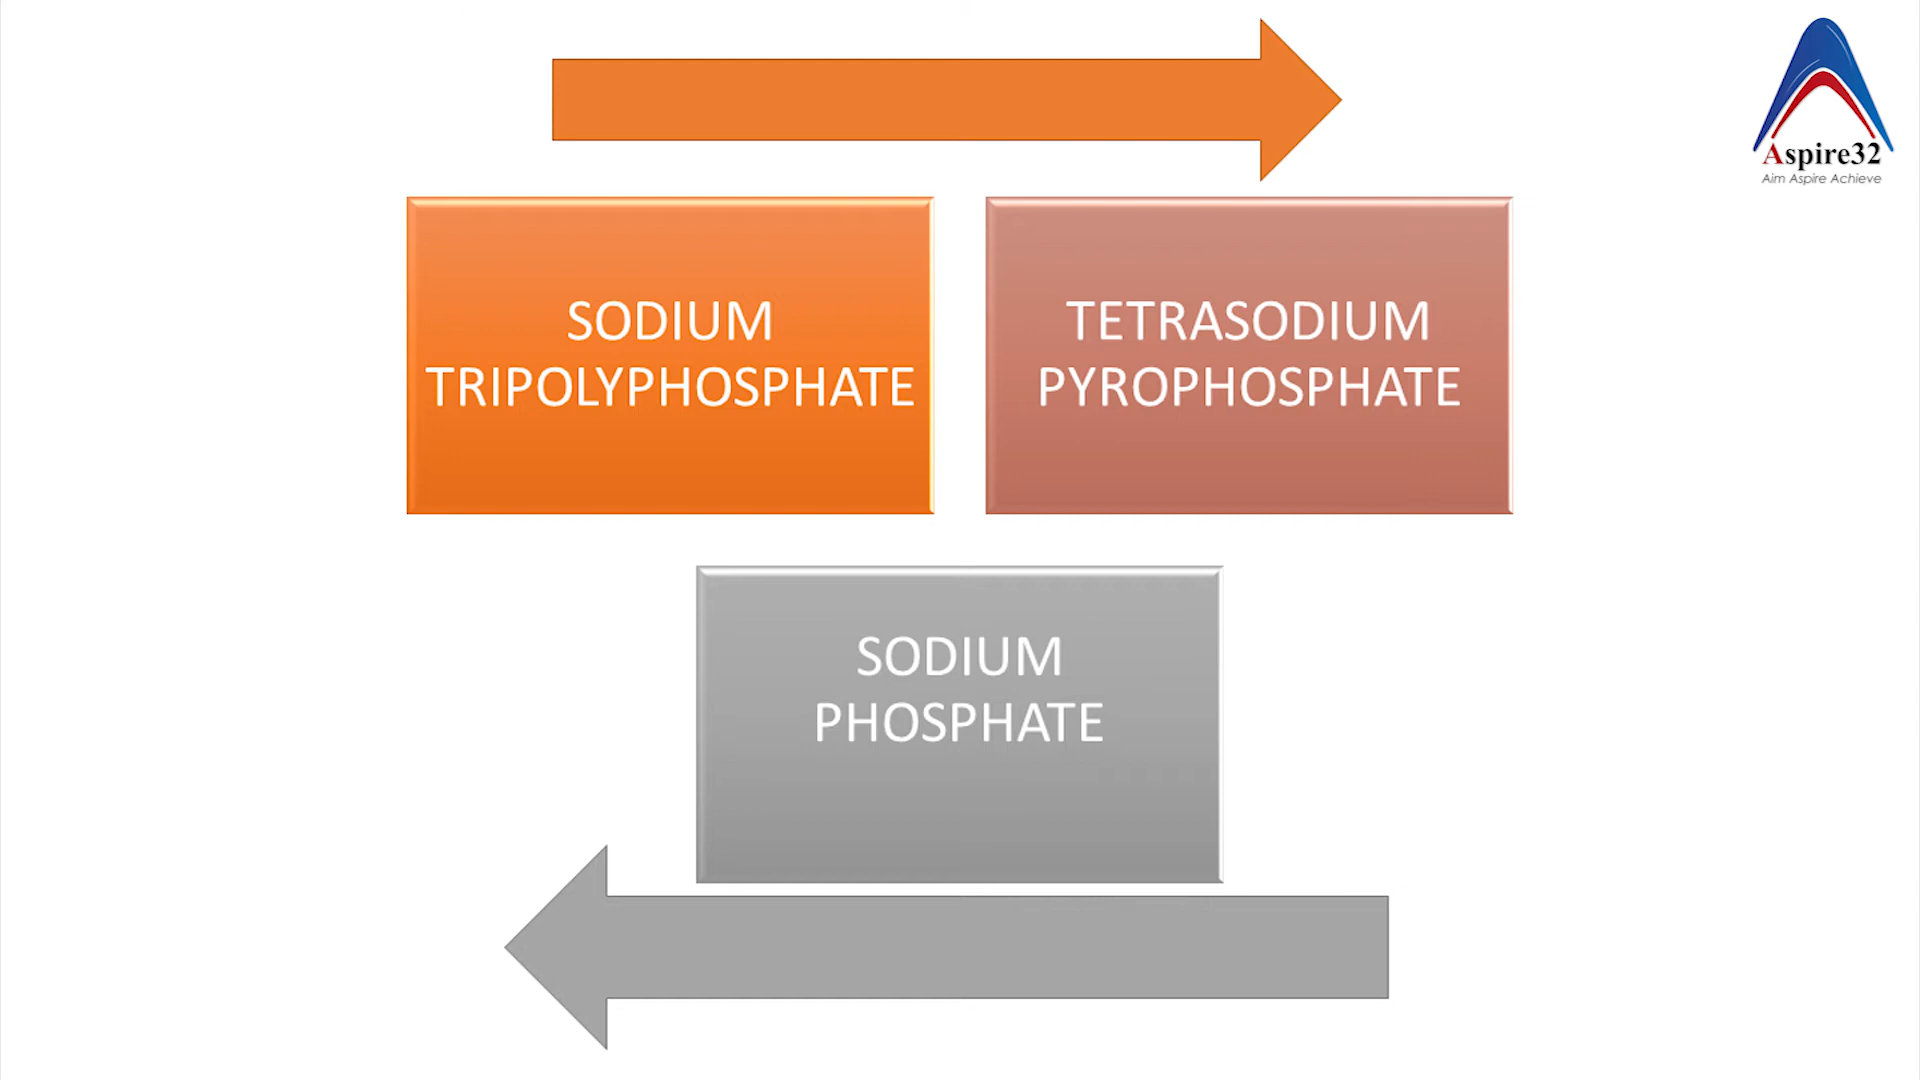 Aspire32
Aim Aspire Achieve
SODIUM
TRIPOLYPHOSPHATE
TETRASODIUM
PYROPHOSPHATE
SODIUM
PHOSPHATE